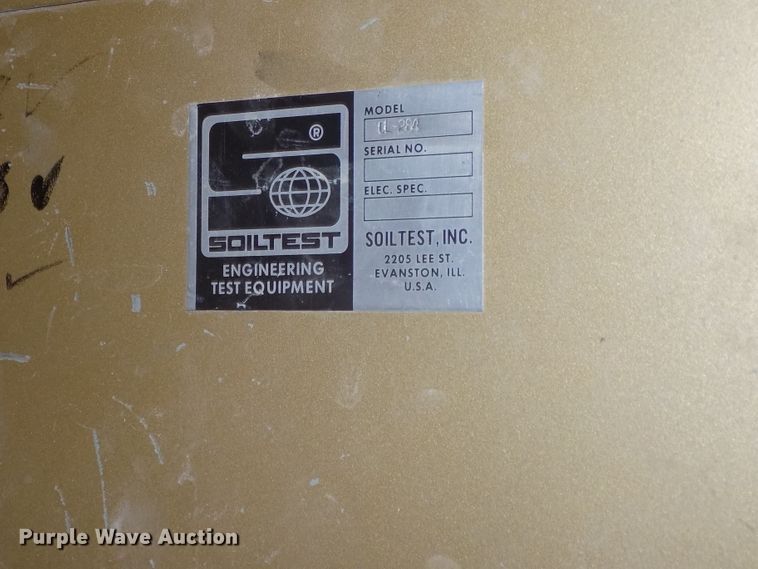 ®
SOILTEST
ENGINEERING
TEST EQUIPMENT
MODEL
SERIAL NO.
ELEC. SPEC.
SOILTEST, INC.
2205 LEE ST.
EVANSTON, ILL.
U.S.A.
Purple Wave Auction